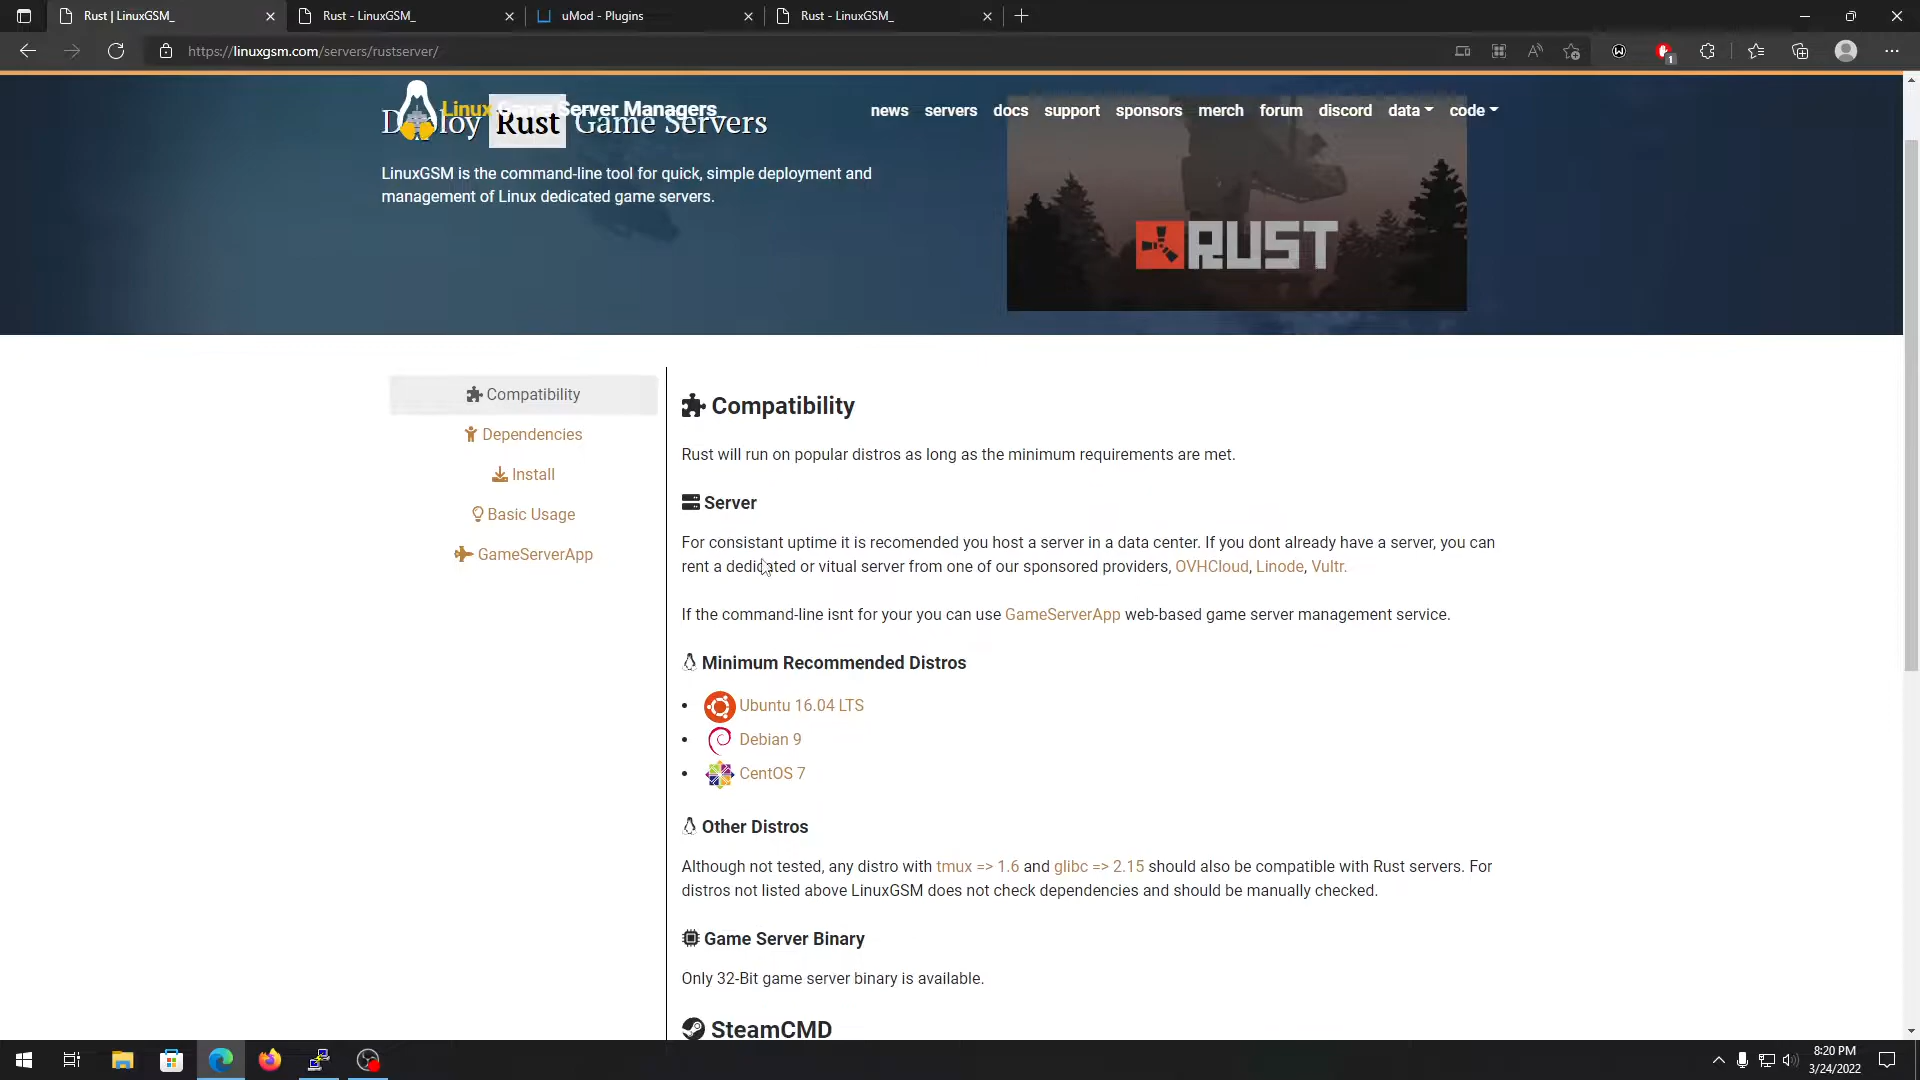 Rust | LinuxGSM_
Rust - LinuxGSM_
uMod - Plugins
Rust - LinuxGSM_
https://linuxgsm.com/servers/rustserver/
1
Linux Game Server Managers
news
servers
docs
support
sponsors
merch
forum
discord
data
code
Deploy Rust Game Servers
LinuxGSM is the command-line tool for quick, simple deployment and
management of Linux dedicated game servers.
RUST
Compatibility
Dependencies
Install
Basic Usage
GameServerApp
Compatibility
Rust will run on popular distros as long as the minimum requirements are met.
Server
For consistant uptime it is recomended you host a server in a data center. If you dont already have a server, you can
rent a dedicated or vitual server from one of our sponsored providers, OVHCloud, Linode, Vultr.
If the command-line isnt for your you can use GameServerApp web-based game server management service.
Minimum Recommended Distros
Ubuntu 16.04 LTS
Debian 9
CentOS 7
Other Distros
Although not tested, any distro with tmux => 1.6 and glibc => 2.15 should also be compatible with Rust servers. For
distros not listed above LinuxGSM does not check dependencies and should be manually checked.
Game Server Binary
Only 32-Bit game server binary is available.
SteamCMD
8:20 PM
3/24/2022